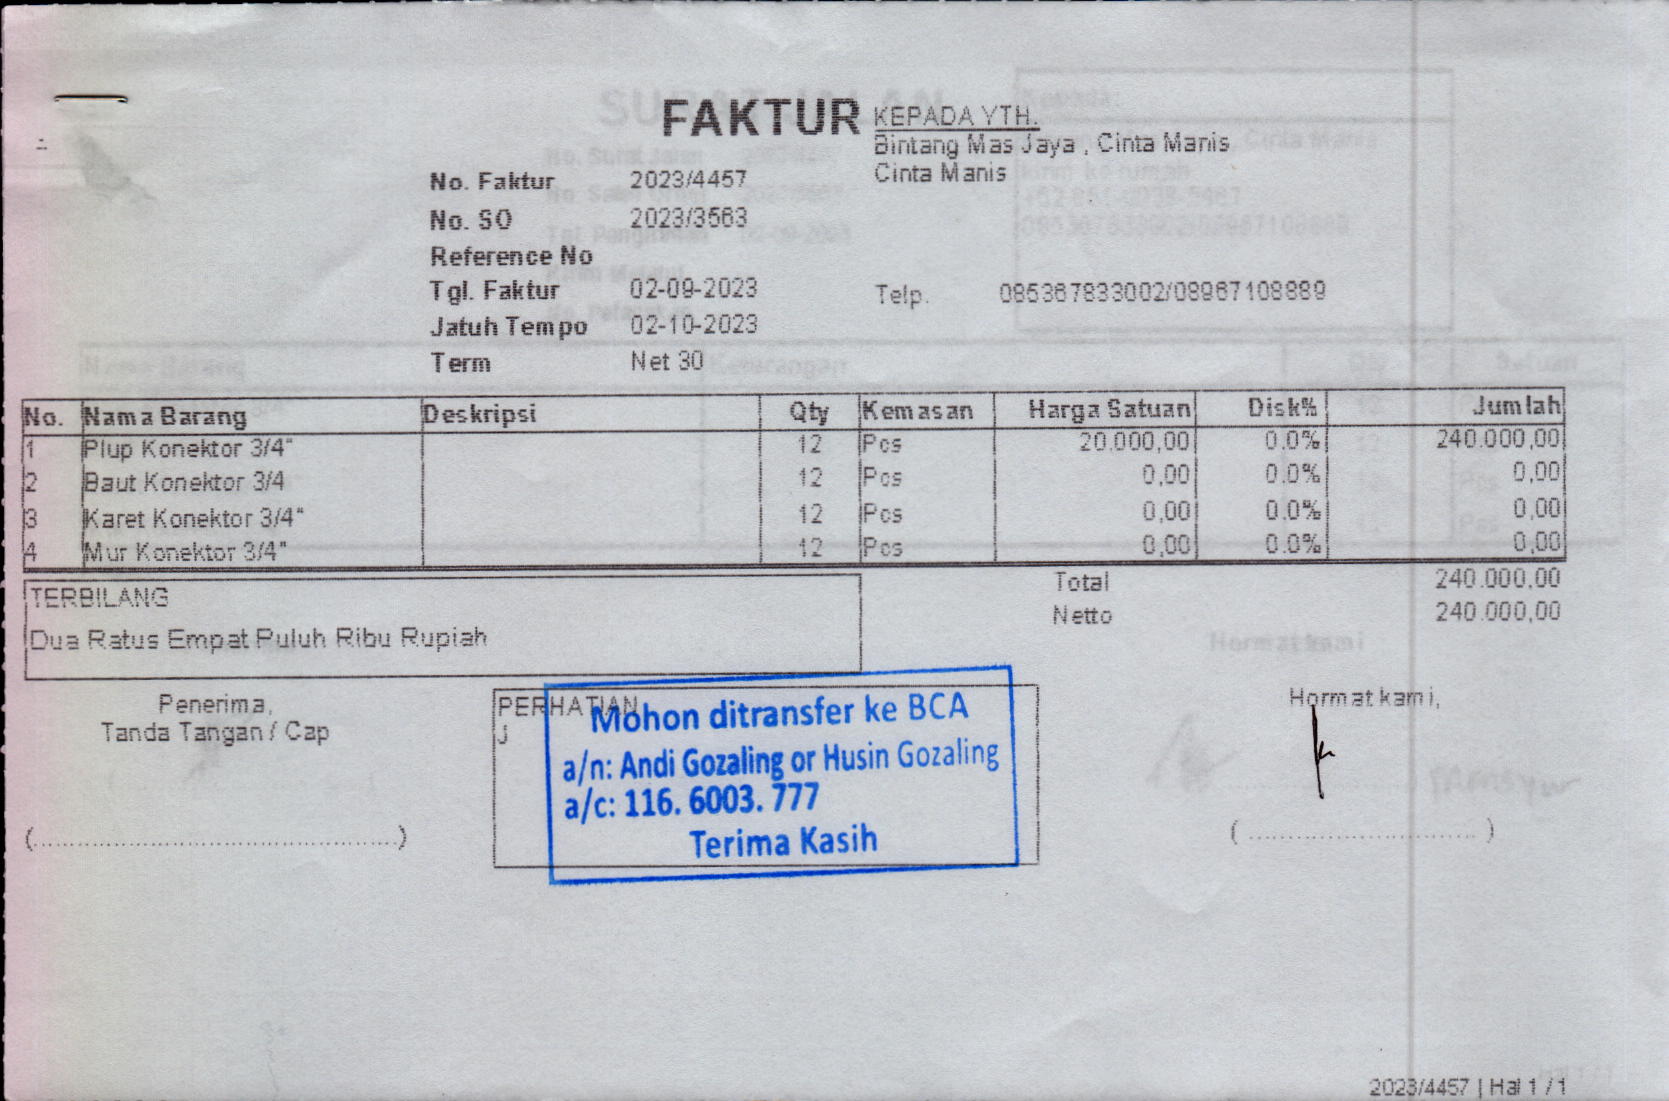 FAKTUR
KEPADA YTH.
Bintang Mas Jaya , Cinta Manis
Cinta Manis
No. Faktur 2023/4457
No. SO 2023/3563
Reference No
Tgl. Faktur 02-09-2023
Telp. 085367833002/08967108889
Jatuh Tempo 02-10-2023
Term Net 30
No. Nama Barang Deskripsi Qty Kemasan Harga Satuan Disk% Jumlah
1 Plup Konektor 3/4" 12 Pcs 20.000,00 0.0% 240.000,00
2 Baut Konektor 3/4 12 Pcs 0,00 0.0% 0,00
3 Karet Konektor 3/4" 12 Pcs 0,00 0.0% 0,00
4 Mur Konektor 3/4" 12 Pcs 0,00 0.0% 0,00
Total 240.000,00
Netto 240.000,00
TERBILANG
Dua Ratus Empat Puluh Ribu Rupiah
Penerima,
Tanda Tangan / Cap
(..........................................................)
PERHATIAN
J
Mohon ditransfer ke BCA
a/n: Andi Gozaling or Husin Gozaling
a/c: 116. 6003. 777
Terima Kasih
Hormat kami,
( .................................... )
2023/4457 | Hal 1 / 1